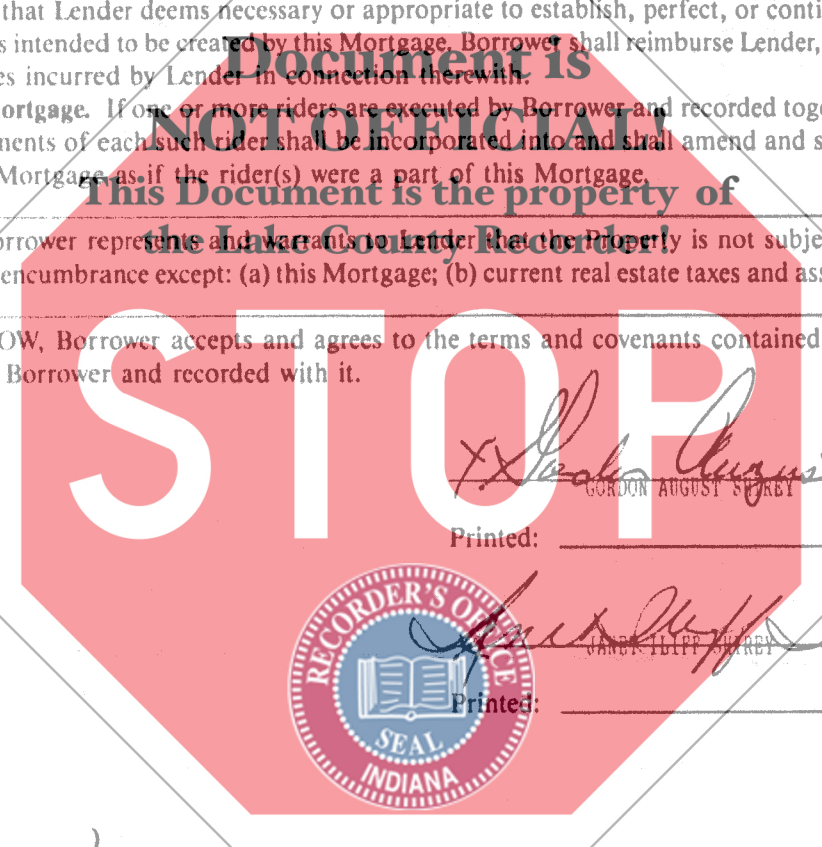 that Lender deems necessary or appropriate to establish, perfect, or conti
s intended to be created by this Mortgage. Borrower shall reimburse Lender,
Document is
es incurred by Lender in connection therewith.
ortgage. If one or more riders are executed by Borrower and recorded toge
NOT OFFICIAL!
nents of each such rider shall be incorporated into and shall amend and s
Mortgage as if the rider(s) were a part of this Mortgage.
This Document is the property of
the Lake County Recorder!
orrower represents and warrants to Lender that the Property is not subje
encumbrance except: (a) this Mortgage; (b) current real estate taxes and ass
OW, Borrower accepts and agrees to the terms and covenants contained
Borrower and recorded with it.
STOP
X Gordon August
GORDON AUGUST SHIREY
Printed:
RECORDER'S OFFICE
JANET ILIFF SHIREY
Printed:
SEAL
INDIANA
)